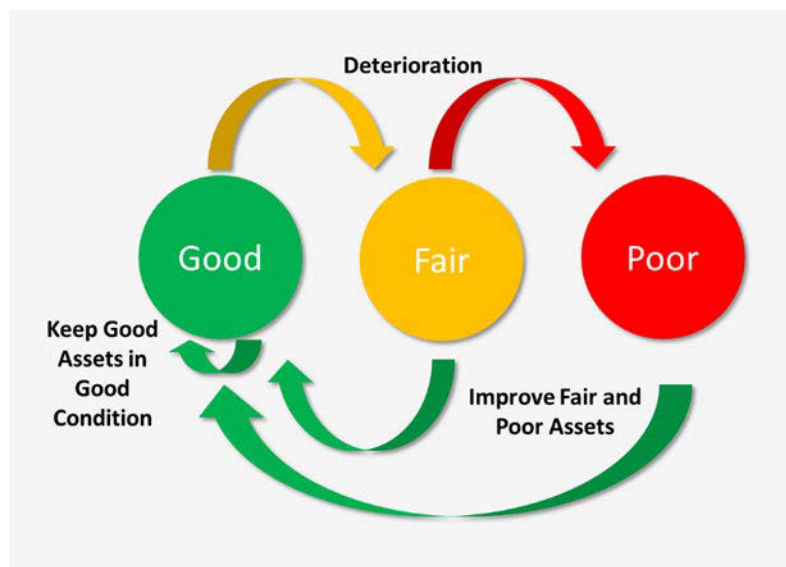 Deterioration
Good
Fair
Poor
Keep Good
Assets in
Good
Condition
Improve Fair and
Poor Assets